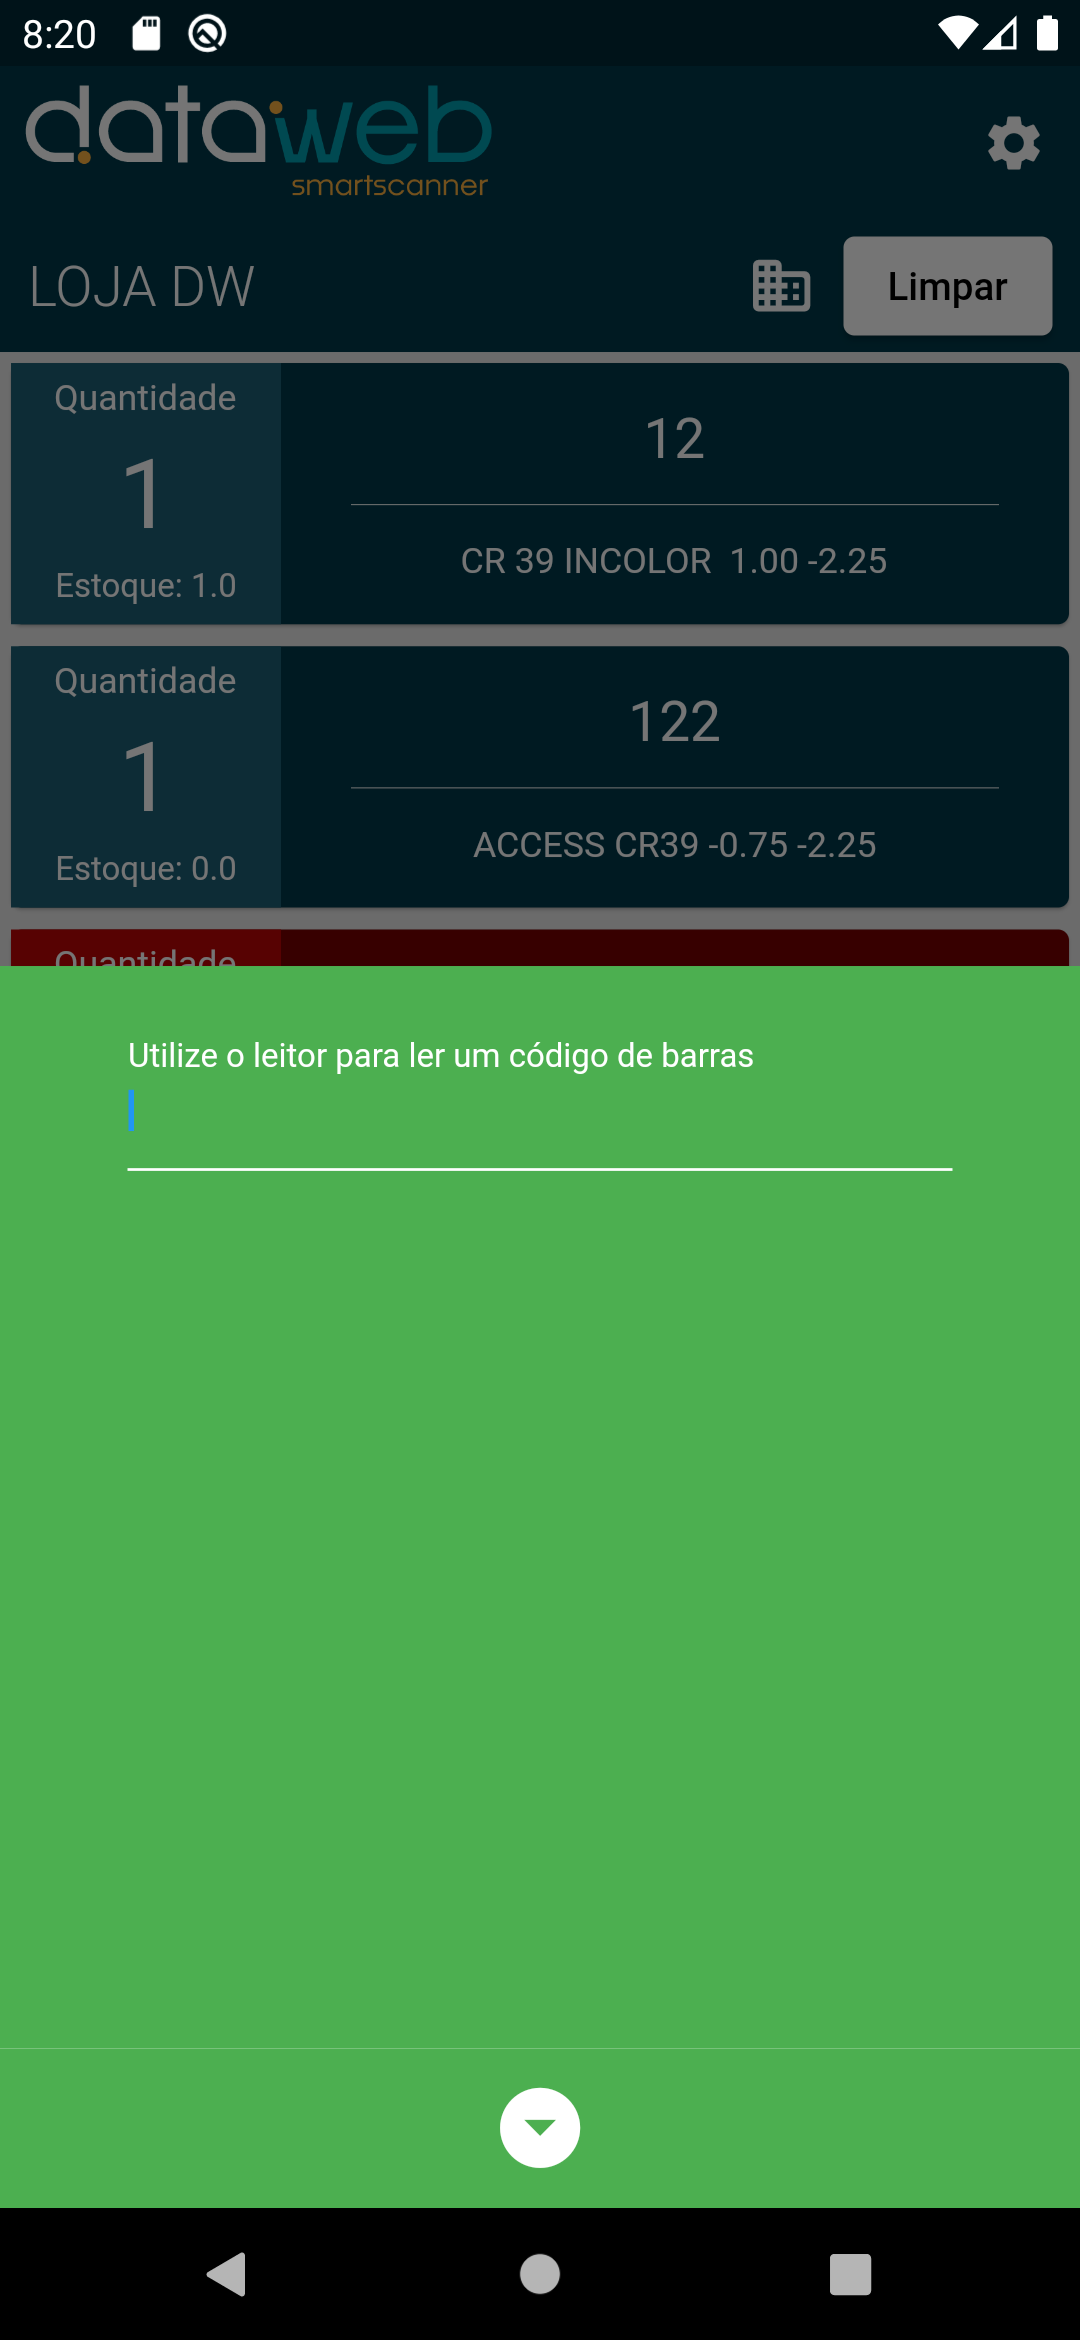 8:20
dataweb
smartscanner
LOJA DW
Limpar
Quantidade
1
Estoque: 1.0
12
CR 39 INCOLOR  1.00 -2.25
Quantidade
1
Estoque: 0.0
122
ACCESS CR39 -0.75 -2.25
Quantidade
Utilize o leitor para ler um código de barras